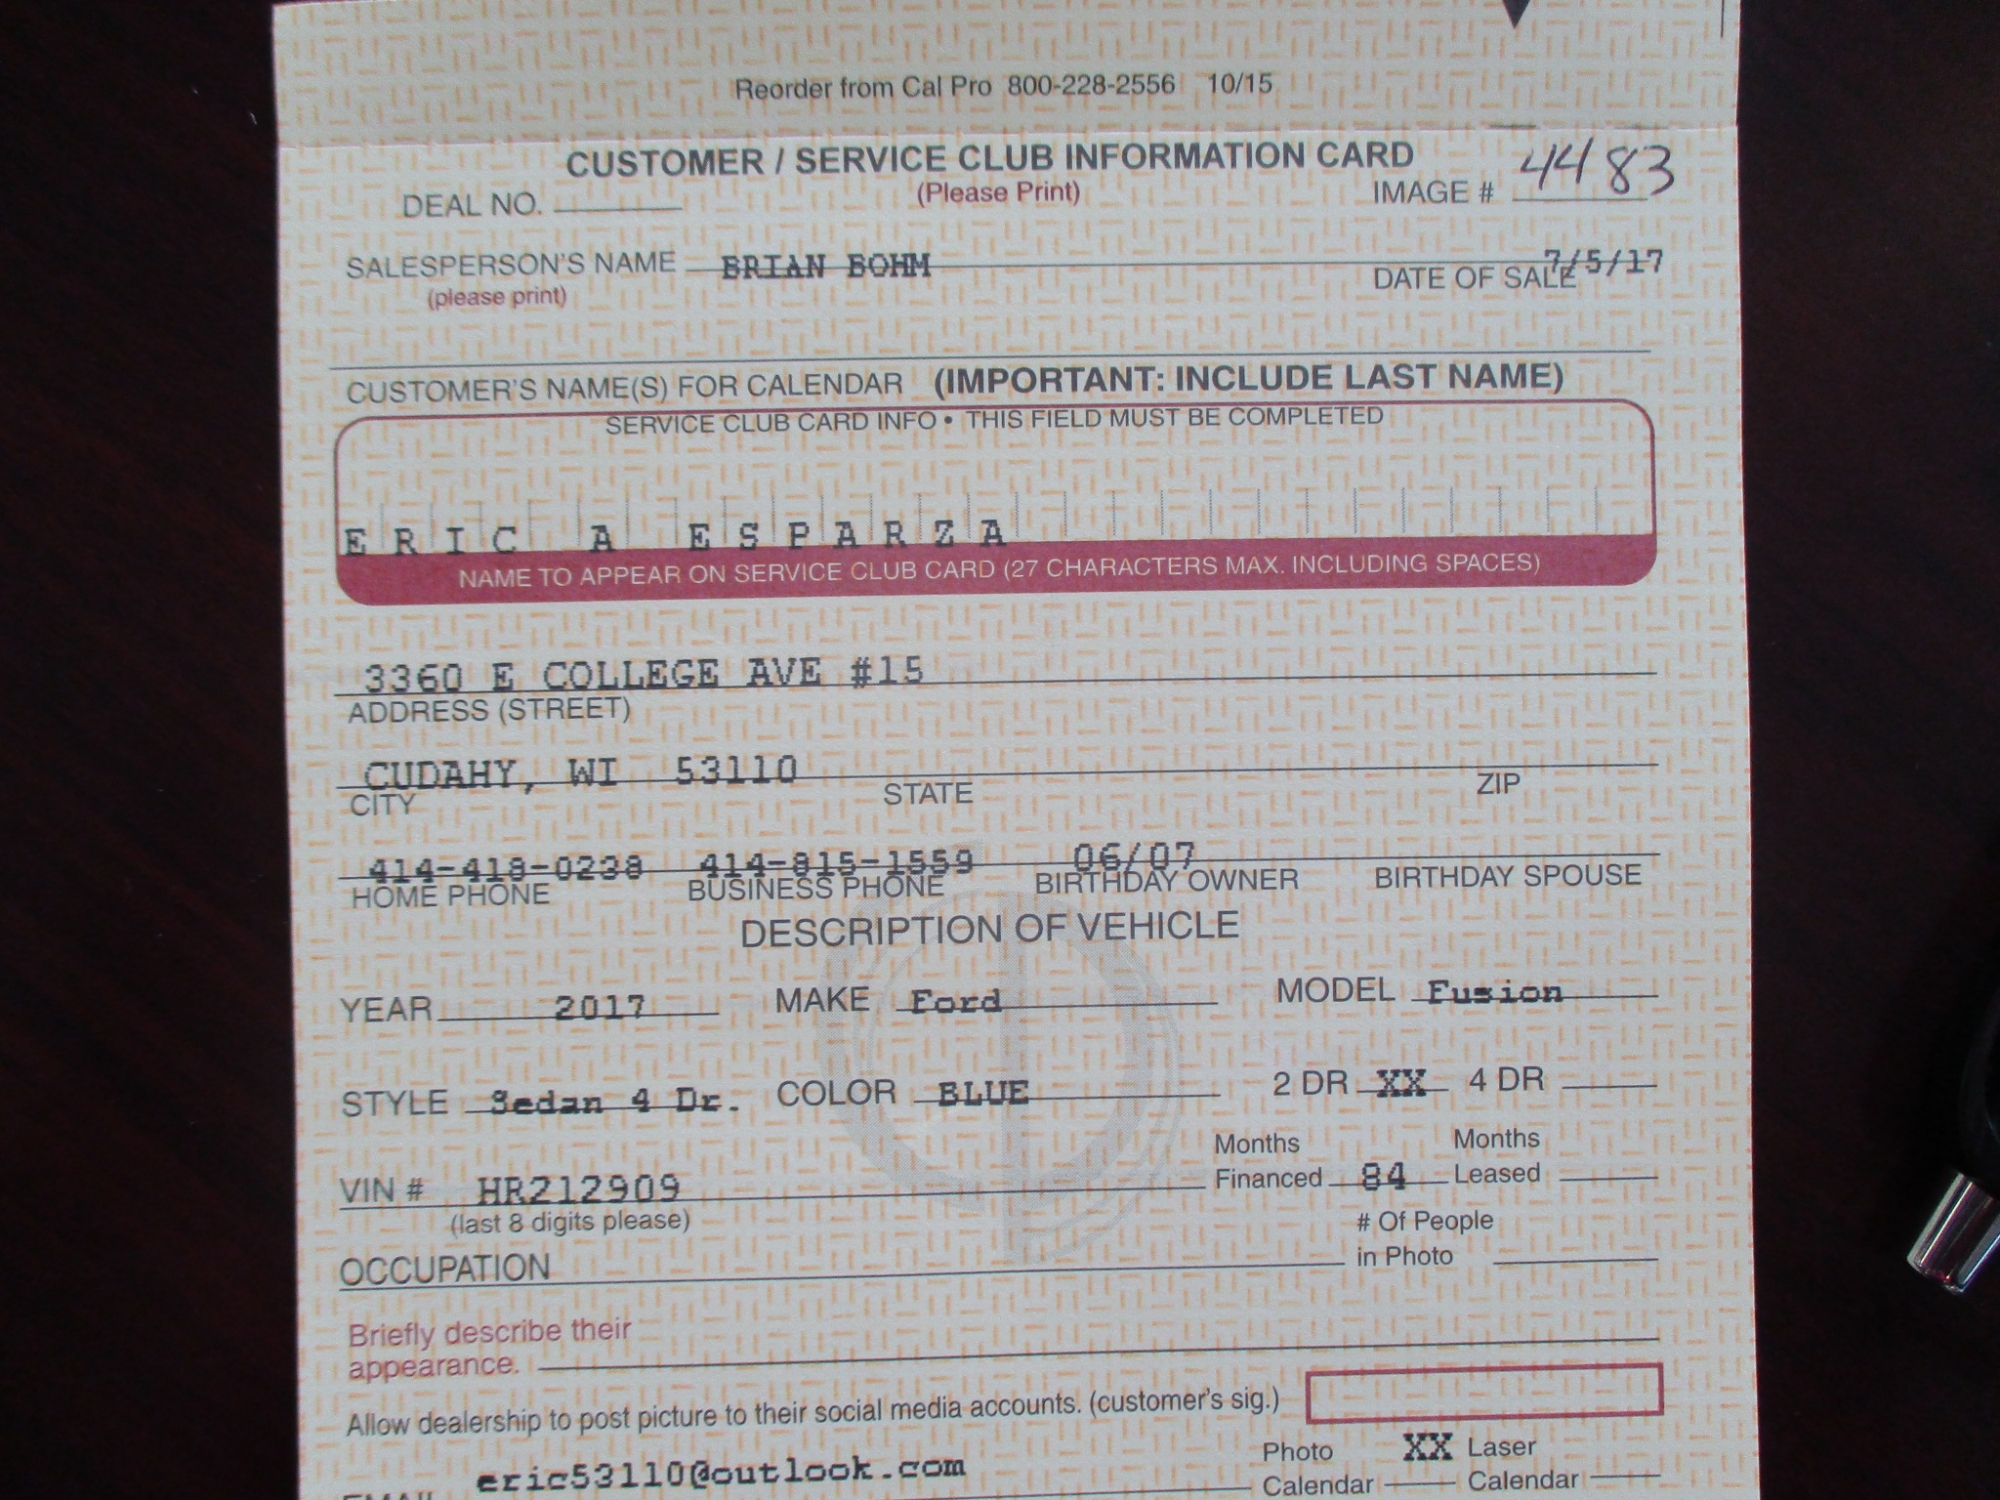 Reorder from Cal Pro 800-228-2556 10/15
CUSTOMER / SERVICE CLUB INFORMATION CARD
DEAL NO. (Please Print) IMAGE # 4483
SALESPERSON'S NAME BRIAN BOHM DATE OF SALE 7/5/17
(please print)
CUSTOMER'S NAME(S) FOR CALENDAR (IMPORTANT: INCLUDE LAST NAME)
SERVICE CLUB CARD INFO • THIS FIELD MUST BE COMPLETED
ERIC A ESPARZA
NAME TO APPEAR ON SERVICE CLUB CARD (27 CHARACTERS MAX. INCLUDING SPACES)
3360 E COLLEGE AVE #15
ADDRESS (STREET)
CUDAHY, WI 53110
CITY STATE ZIP
414-418-0238 414-815-1559 06/07
HOME PHONE BUSINESS PHONE BIRTHDAY OWNER BIRTHDAY SPOUSE
DESCRIPTION OF VEHICLE
YEAR 2017 MAKE Ford MODEL Fusion
STYLE Sedan 4 Dr. COLOR BLUE 2 DR XX 4 DR
Months Months
VIN # HR212909 Financed 84 Leased
(last 8 digits please) # Of People
OCCUPATION in Photo
Briefly describe their
appearance.
Allow dealership to post picture to their social media accounts. (customer's sig.)
eric53110@outlook.com Photo XX Laser
EMAIL Calendar Calendar